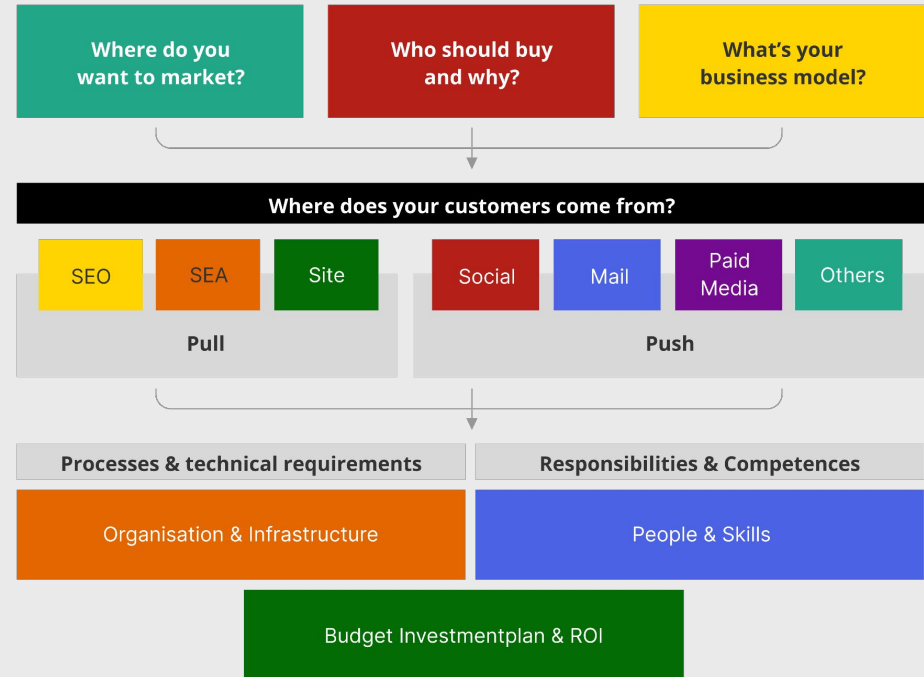 Where do you
want to market?
Who should buy
and why?
What's your
business model?
Where does your customers come from?
SEO
SEA
Site
Social
Mail
Paid
Media
Others
Pull
Push
Processes & technical requirements
Responsibilities & Competences
Organisation & Infrastructure
People & Skills
Budget Investmentplan & ROI